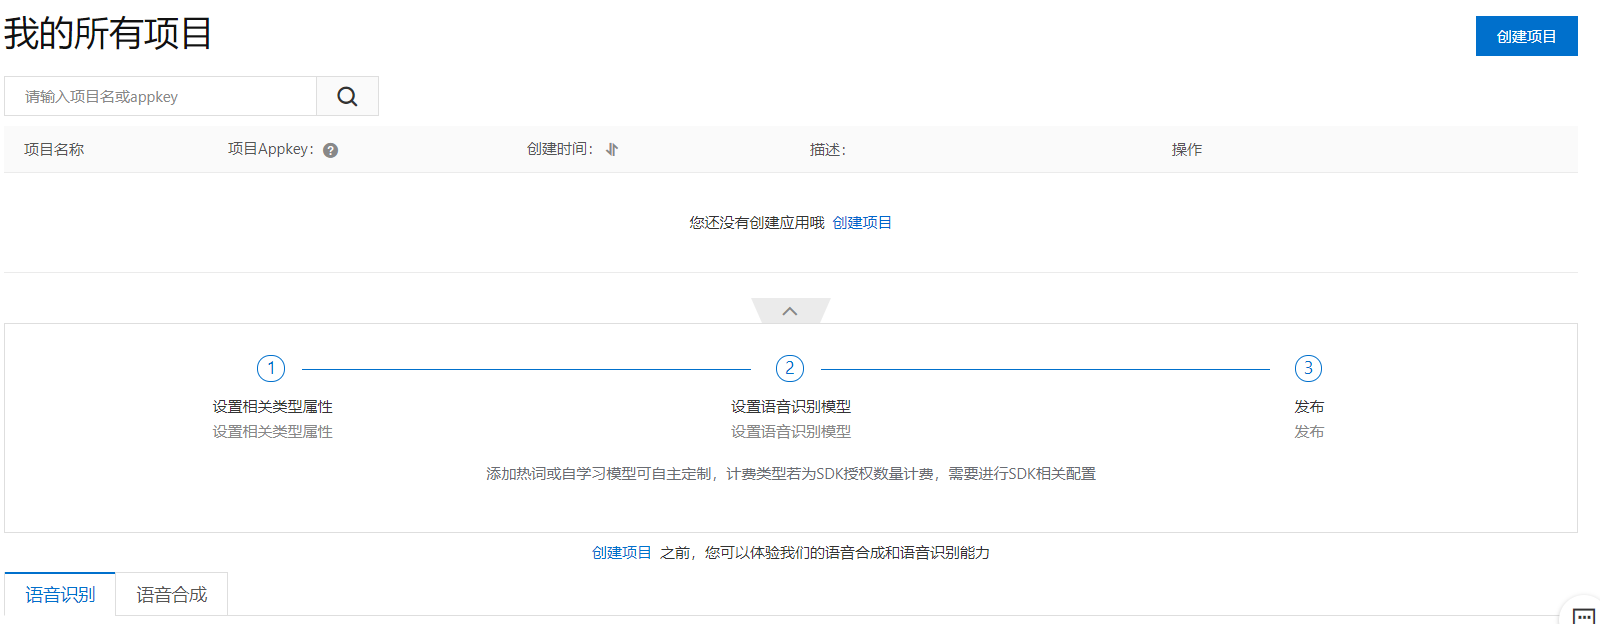 我的所有项目
创建项目
请输入项目名或appkey
项目名称 项目Appkey: ? 创建时间: 描述: 操作
您还没有创建应用哦 创建项目
1 2 3
设置相关类型属性 设置语音识别模型 发布
设置相关类型属性 设置语音识别模型 发布
添加热词或自学习模型可自主定制，计费类型若为SDK授权数量计费，需要进行SDK相关配置
创建项目 之前，您可以体验我们的语音合成和语音识别能力
语音识别 语音合成